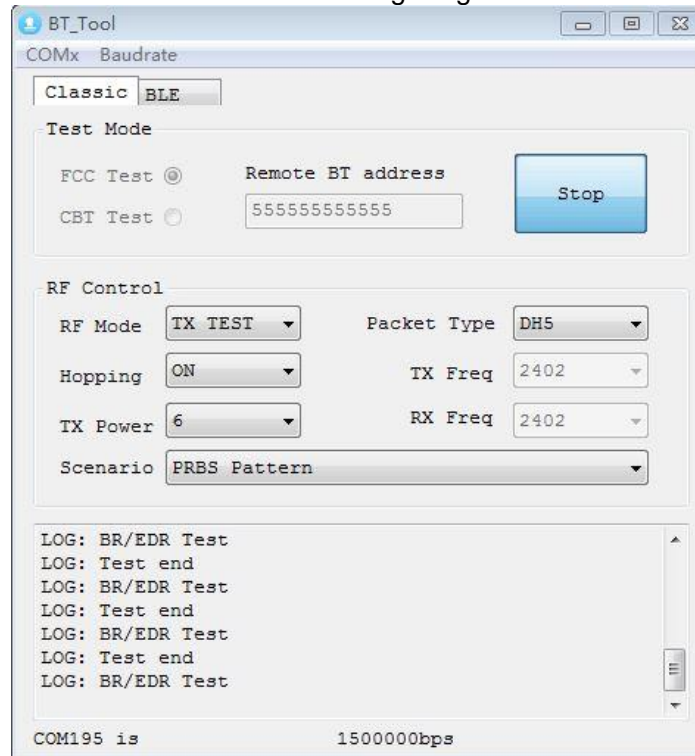 BT_Tool
COMx Baudrate
Classic BLE
Test Mode
FCC Test Remote BT address
Stop
CBT Test 555555555555
RF Control
RF Mode TX TEST Packet Type DH5
Hopping ON TX Freq 2402
TX Power 6 RX Freq 2402
Scenario PRBS Pattern
LOG: BR/EDR Test
LOG: Test end
LOG: BR/EDR Test
LOG: Test end
LOG: BR/EDR Test
LOG: Test end
LOG: BR/EDR Test
COM195 is 1500000bps